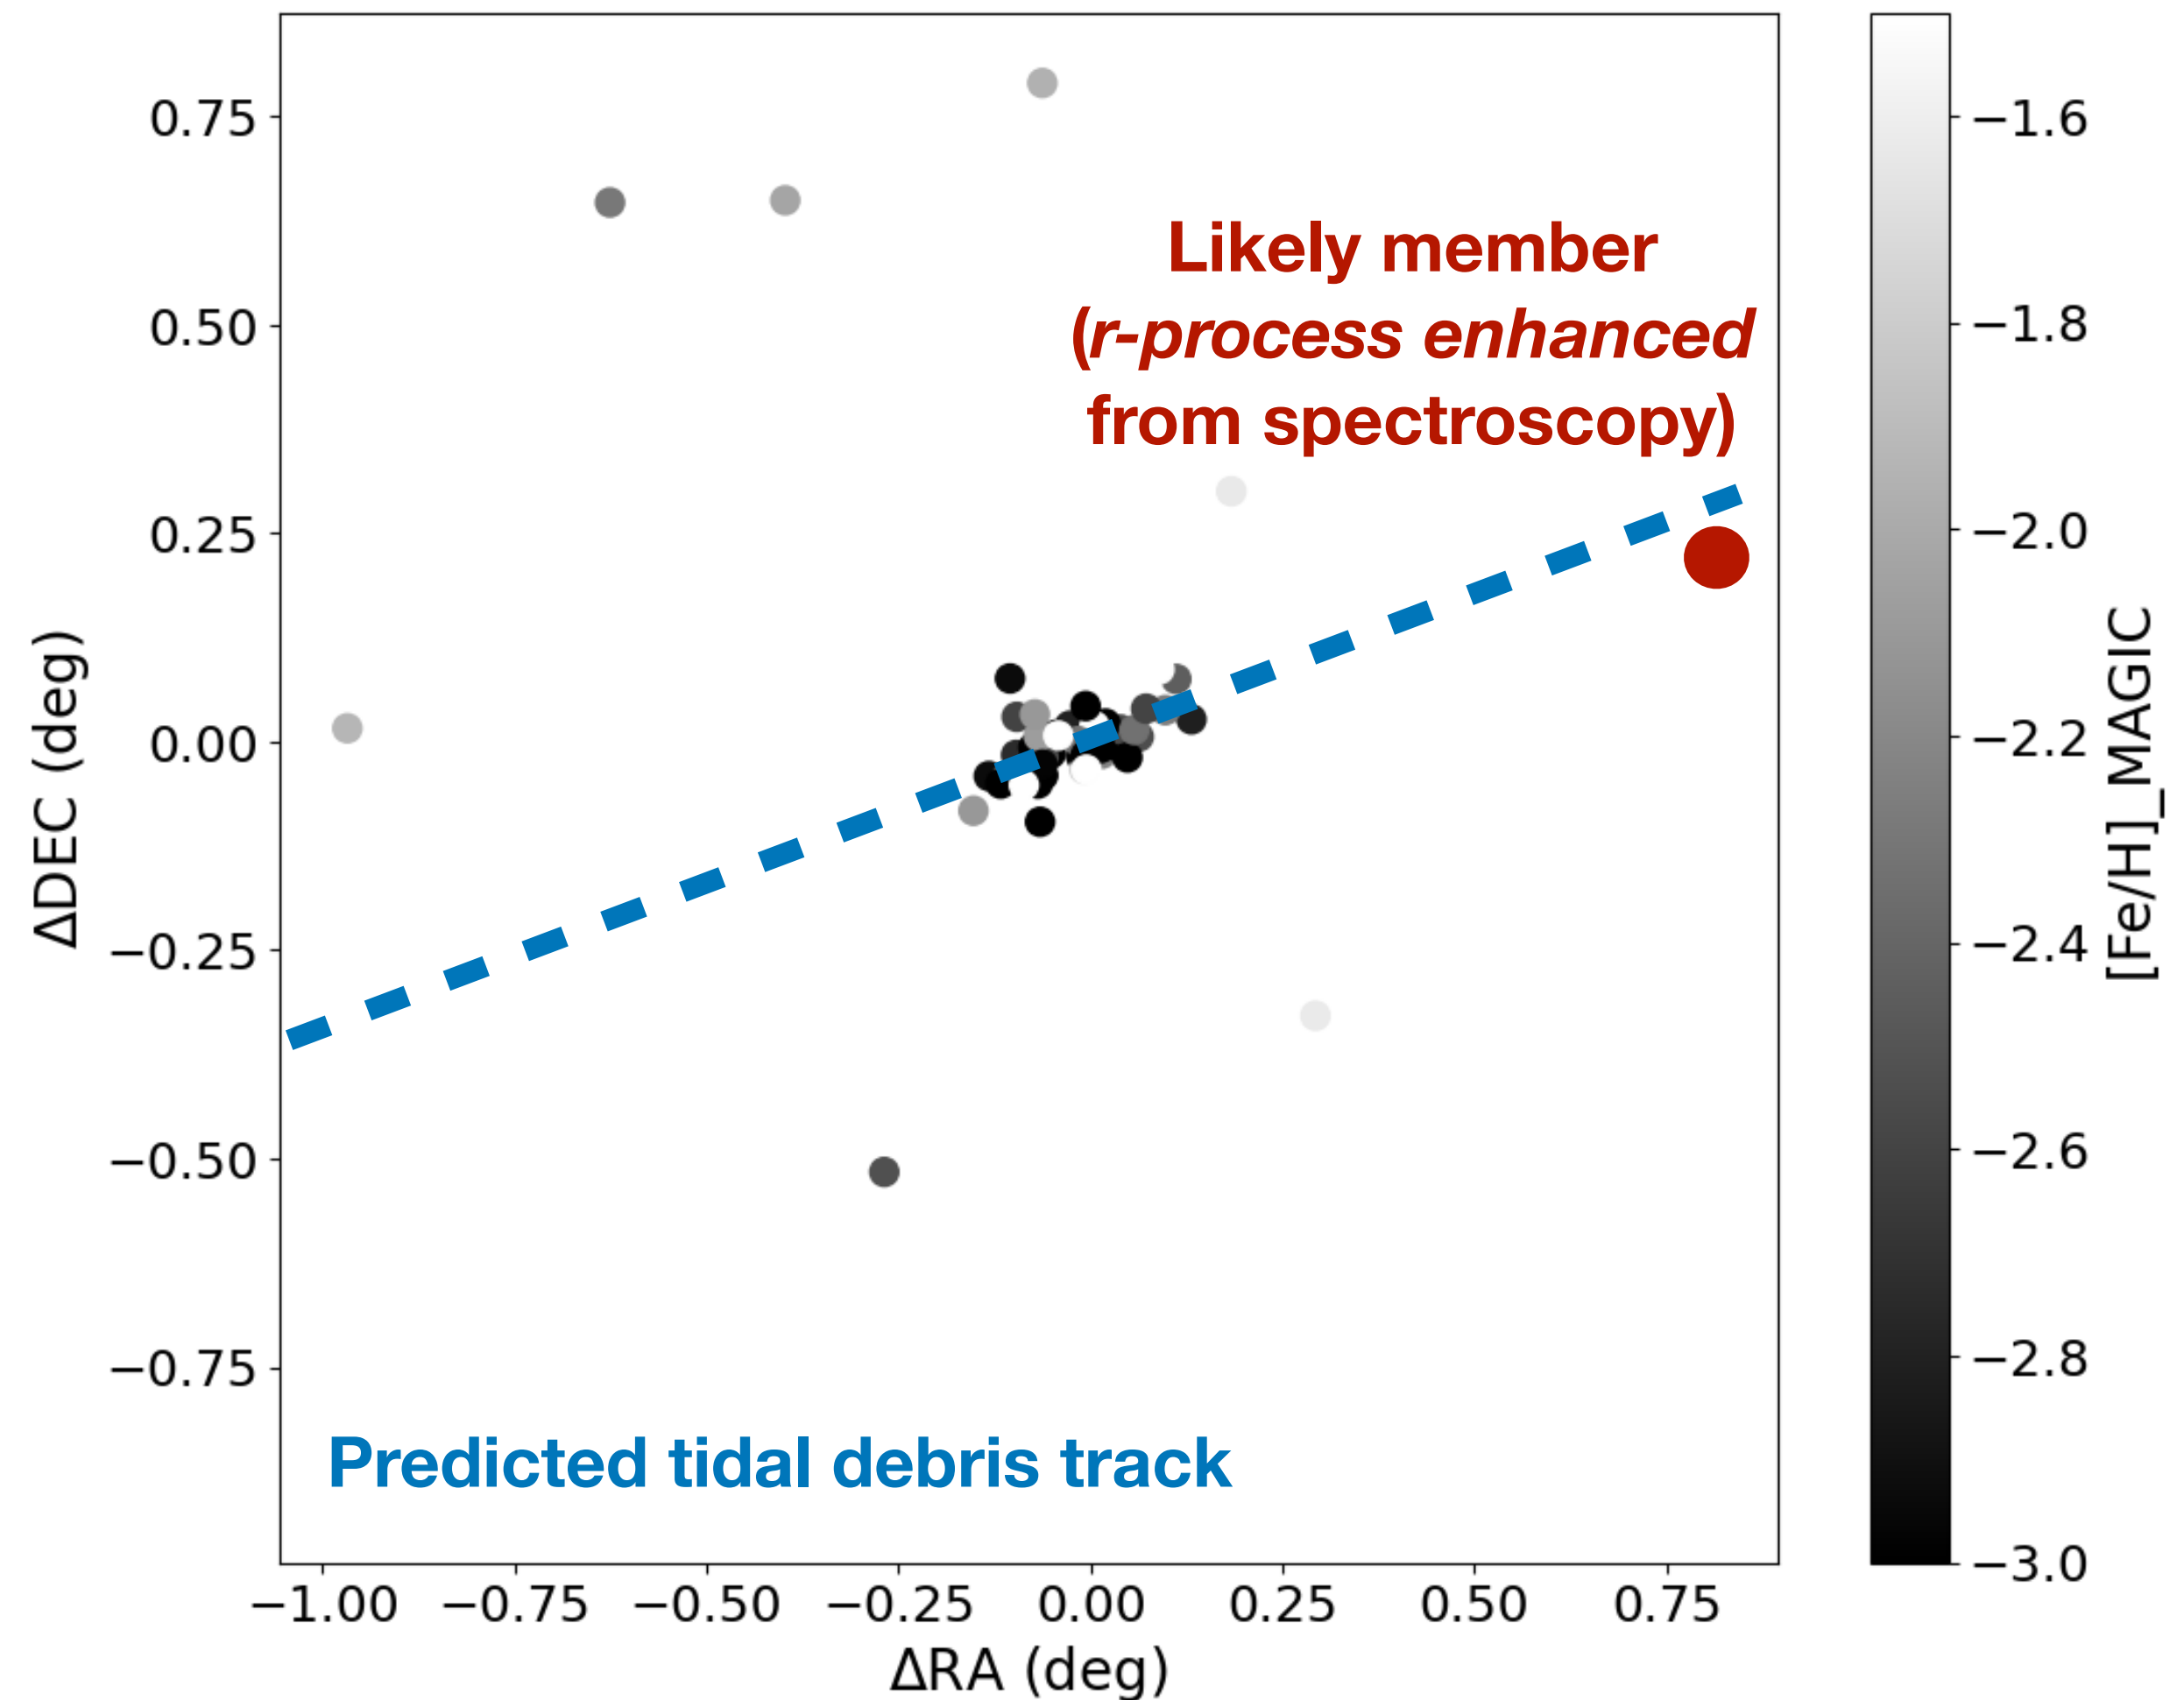 Likely member
(r-process enhanced
from spectroscopy)
Predicted tidal debris track
0.75
0.50
0.25
0.00
−0.25
−0.50
−0.75
ΔDEC (deg)
−1.00 −0.75 −0.50 −0.25 0.00 0.25 0.50 0.75
ΔRA (deg)
−1.6
−1.8
−2.0
−2.2
−2.4
−2.6
−2.8
−3.0
[Fe/H]_MAGIC